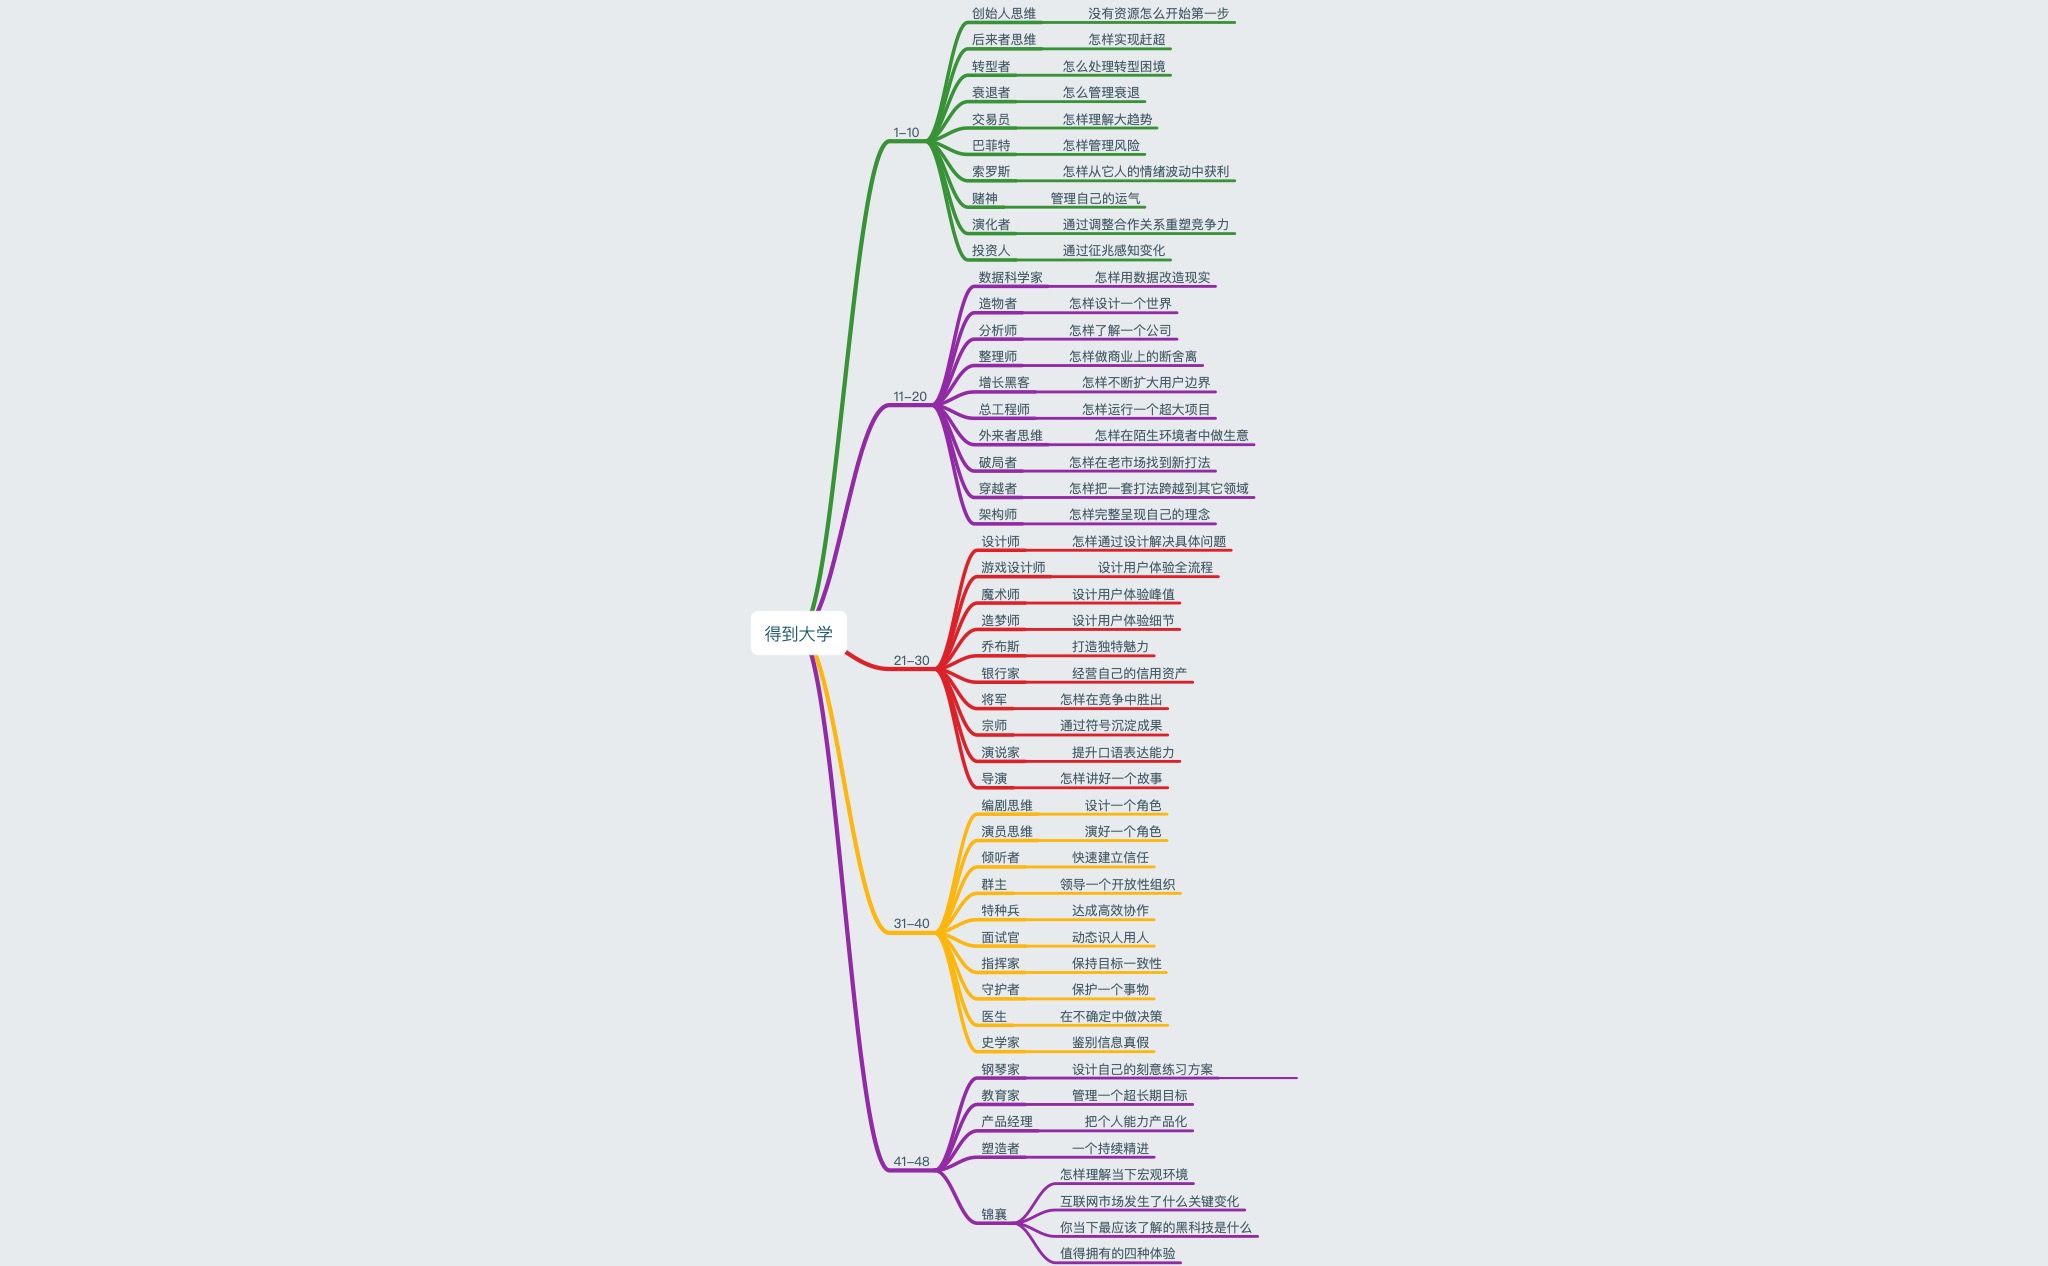 得到大学
1-10
创始人思维 没有资源怎么开始第一步
后来者思维 怎样实现赶超
转型者 怎么处理转型困境
衰退者 怎么管理衰退
交易员 怎样理解大趋势
巴菲特 怎样管理风险
索罗斯 怎样从它人的情绪波动中获利
赌神 管理自己的运气
演化者 通过调整合作关系重塑竞争力
投资人 通过征兆感知变化
11-20
数据科学家 怎样用数据改造现实
造物者 怎样设计一个世界
分析师 怎样了解一个公司
整理师 怎样做商业上的断舍离
增长黑客 怎样不断扩大用户边界
总工程师 怎样运行一个超大项目
外来者思维 怎样在陌生环境者中做生意
破局者 怎样在老市场找到新打法
穿越者 怎样把一套打法跨越到其它领域
架构师 怎样完整呈现自己的理念
21-30
设计师 怎样通过设计解决具体问题
游戏设计师 设计用户体验全流程
魔术师 设计用户体验峰值
造梦师 设计用户体验细节
乔布斯 打造独特魅力
银行家 经营自己的信用资产
将军 怎样在竞争中胜出
宗师 通过符号沉淀成果
演说家 提升口语表达能力
导演 怎样讲好一个故事
31-40
编剧思维 设计一个角色
演员思维 演好一个角色
倾听者 快速建立信任
群主 领导一个开放性组织
特种兵 达成高效协作
面试官 动态识人用人
指挥家 保持目标一致性
守护者 保护一个事物
医生 在不确定中做决策
史学家 鉴别信息真假
41-48
钢琴家 设计自己的刻意练习方案
教育家 管理一个超长期目标
产品经理 把个人能力产品化
塑造者 一个持续精进
锦襄
怎样理解当下宏观环境
互联网市场发生了什么关键变化
你当下最应该了解的黑科技是什么
值得拥有的四种体验